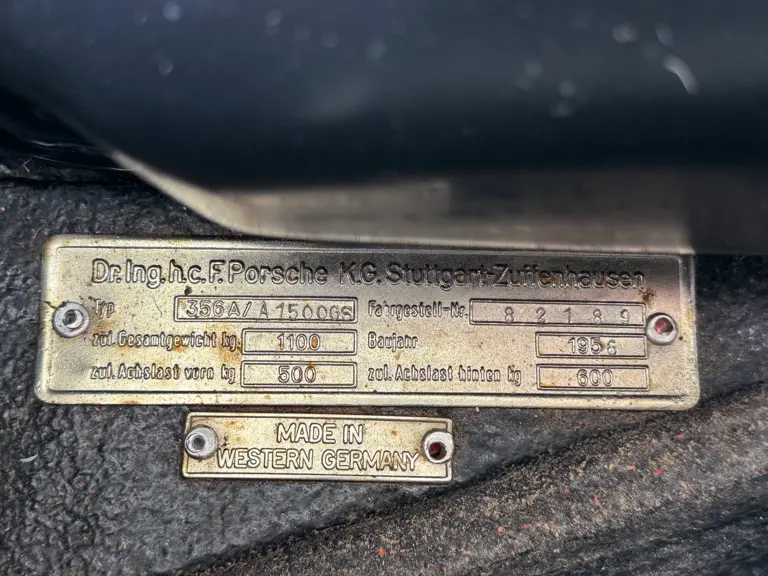 Dr. Ing. h.c. F. Porsche K.G. Stuttgart-Zuffenhausen
Typ 356A/A1500GS Fahrgestell-Nr. 82189
zul. Gesamtgewicht kg. 1100 Baujahr 1956
zul. Achslast vorn kg 500 zul. Achslast hinten kg 600
MADE IN
WESTERN GERMANY